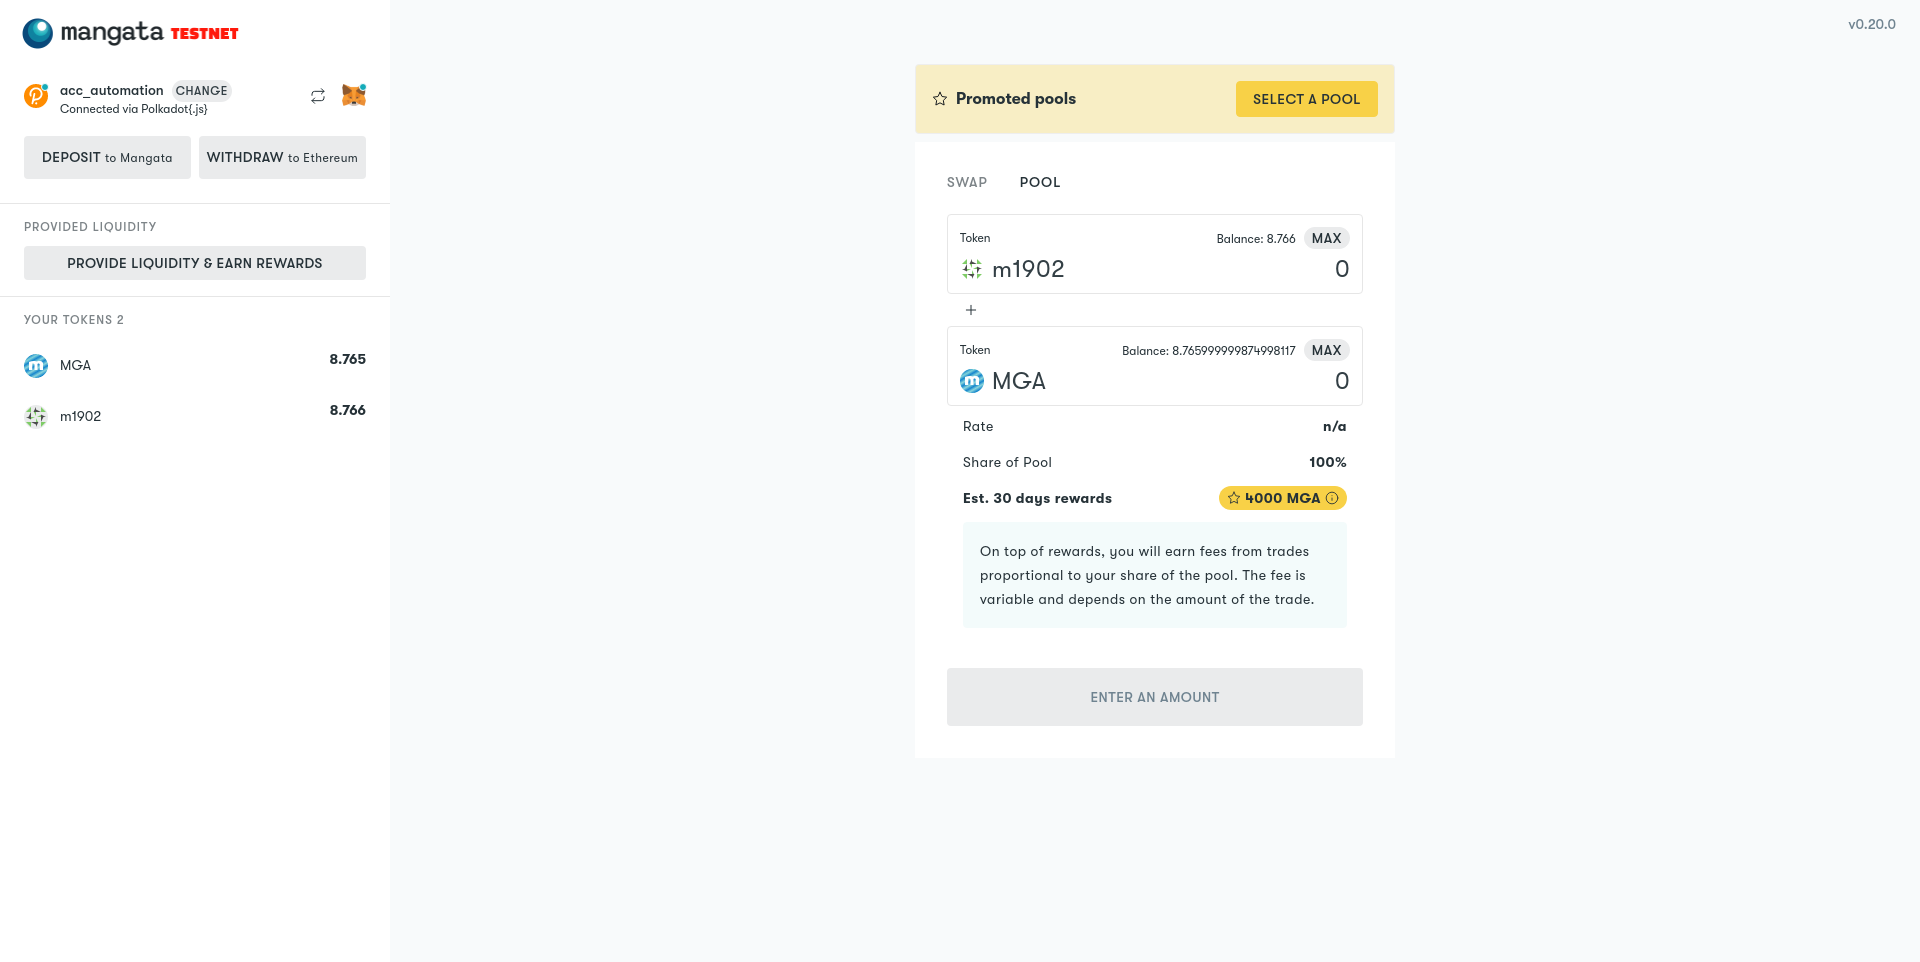 mangata TESTNET
v0.20.0
acc_automation CHANGE
Connected via Polkadot{.js}
DEPOSIT to Mangata
WITHDRAW to Ethereum
PROVIDED LIQUIDITY
PROVIDE LIQUIDITY & EARN REWARDS
YOUR TOKENS 2
MGA 8.765
m1902 8.766
Promoted pools
SELECT A POOL
SWAP POOL
Token Balance: 8.766 MAX
m1902 0
+
Token Balance: 8.765999999874998117 MAX
MGA 0
Rate n/a
Share of Pool 100%
Est. 30 days rewards 4000 MGA
On top of rewards, you will earn fees from trades
proportional to your share of the pool. The fee is
variable and depends on the amount of the trade.
ENTER AN AMOUNT